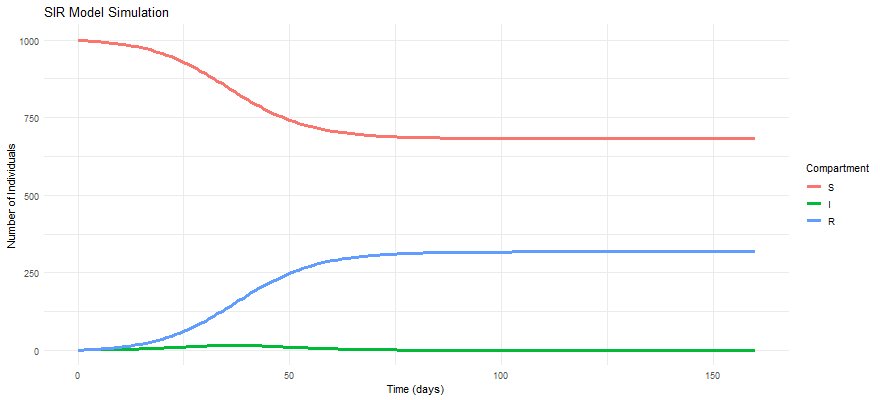 SIR Model Simulation
1000
750
500
250
0
Number of Individuals
0
50
100
150
Time (days)
Compartment
S
I
R